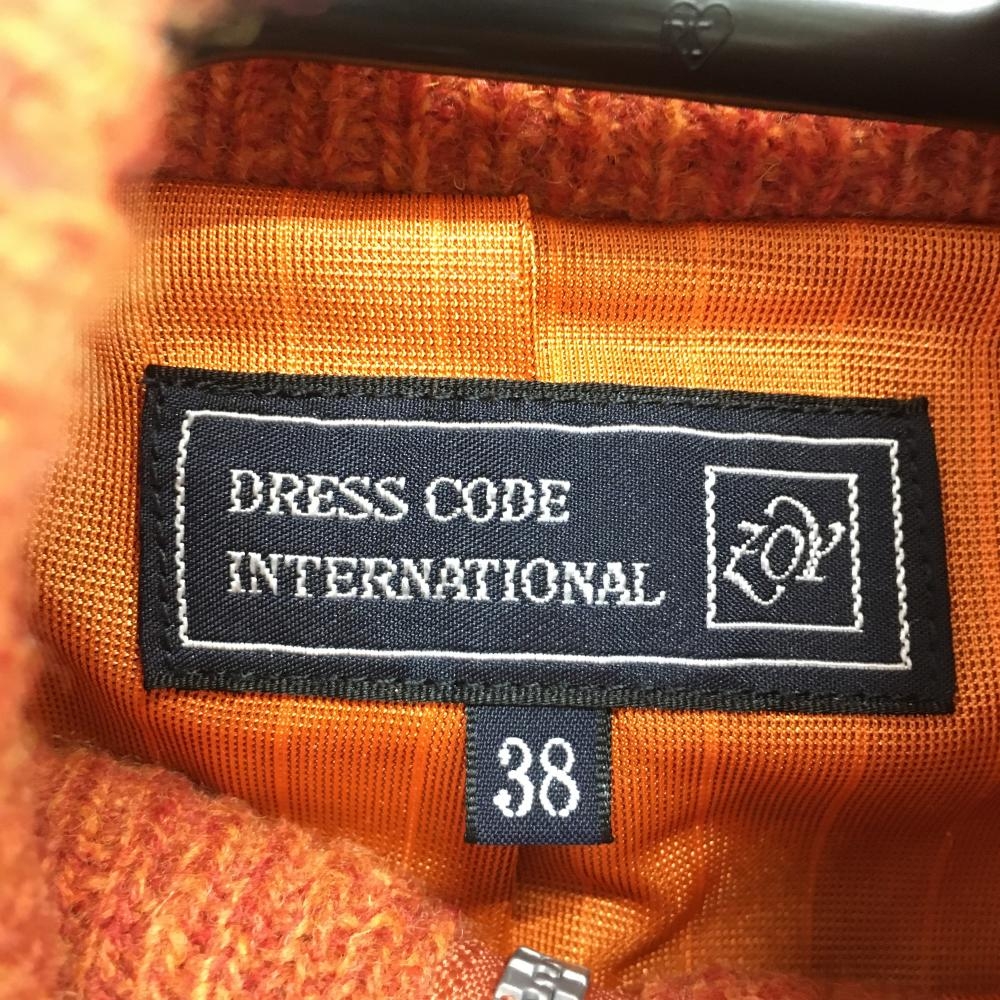 DRESS CODE
INTERNATIONAL
ZOY
38